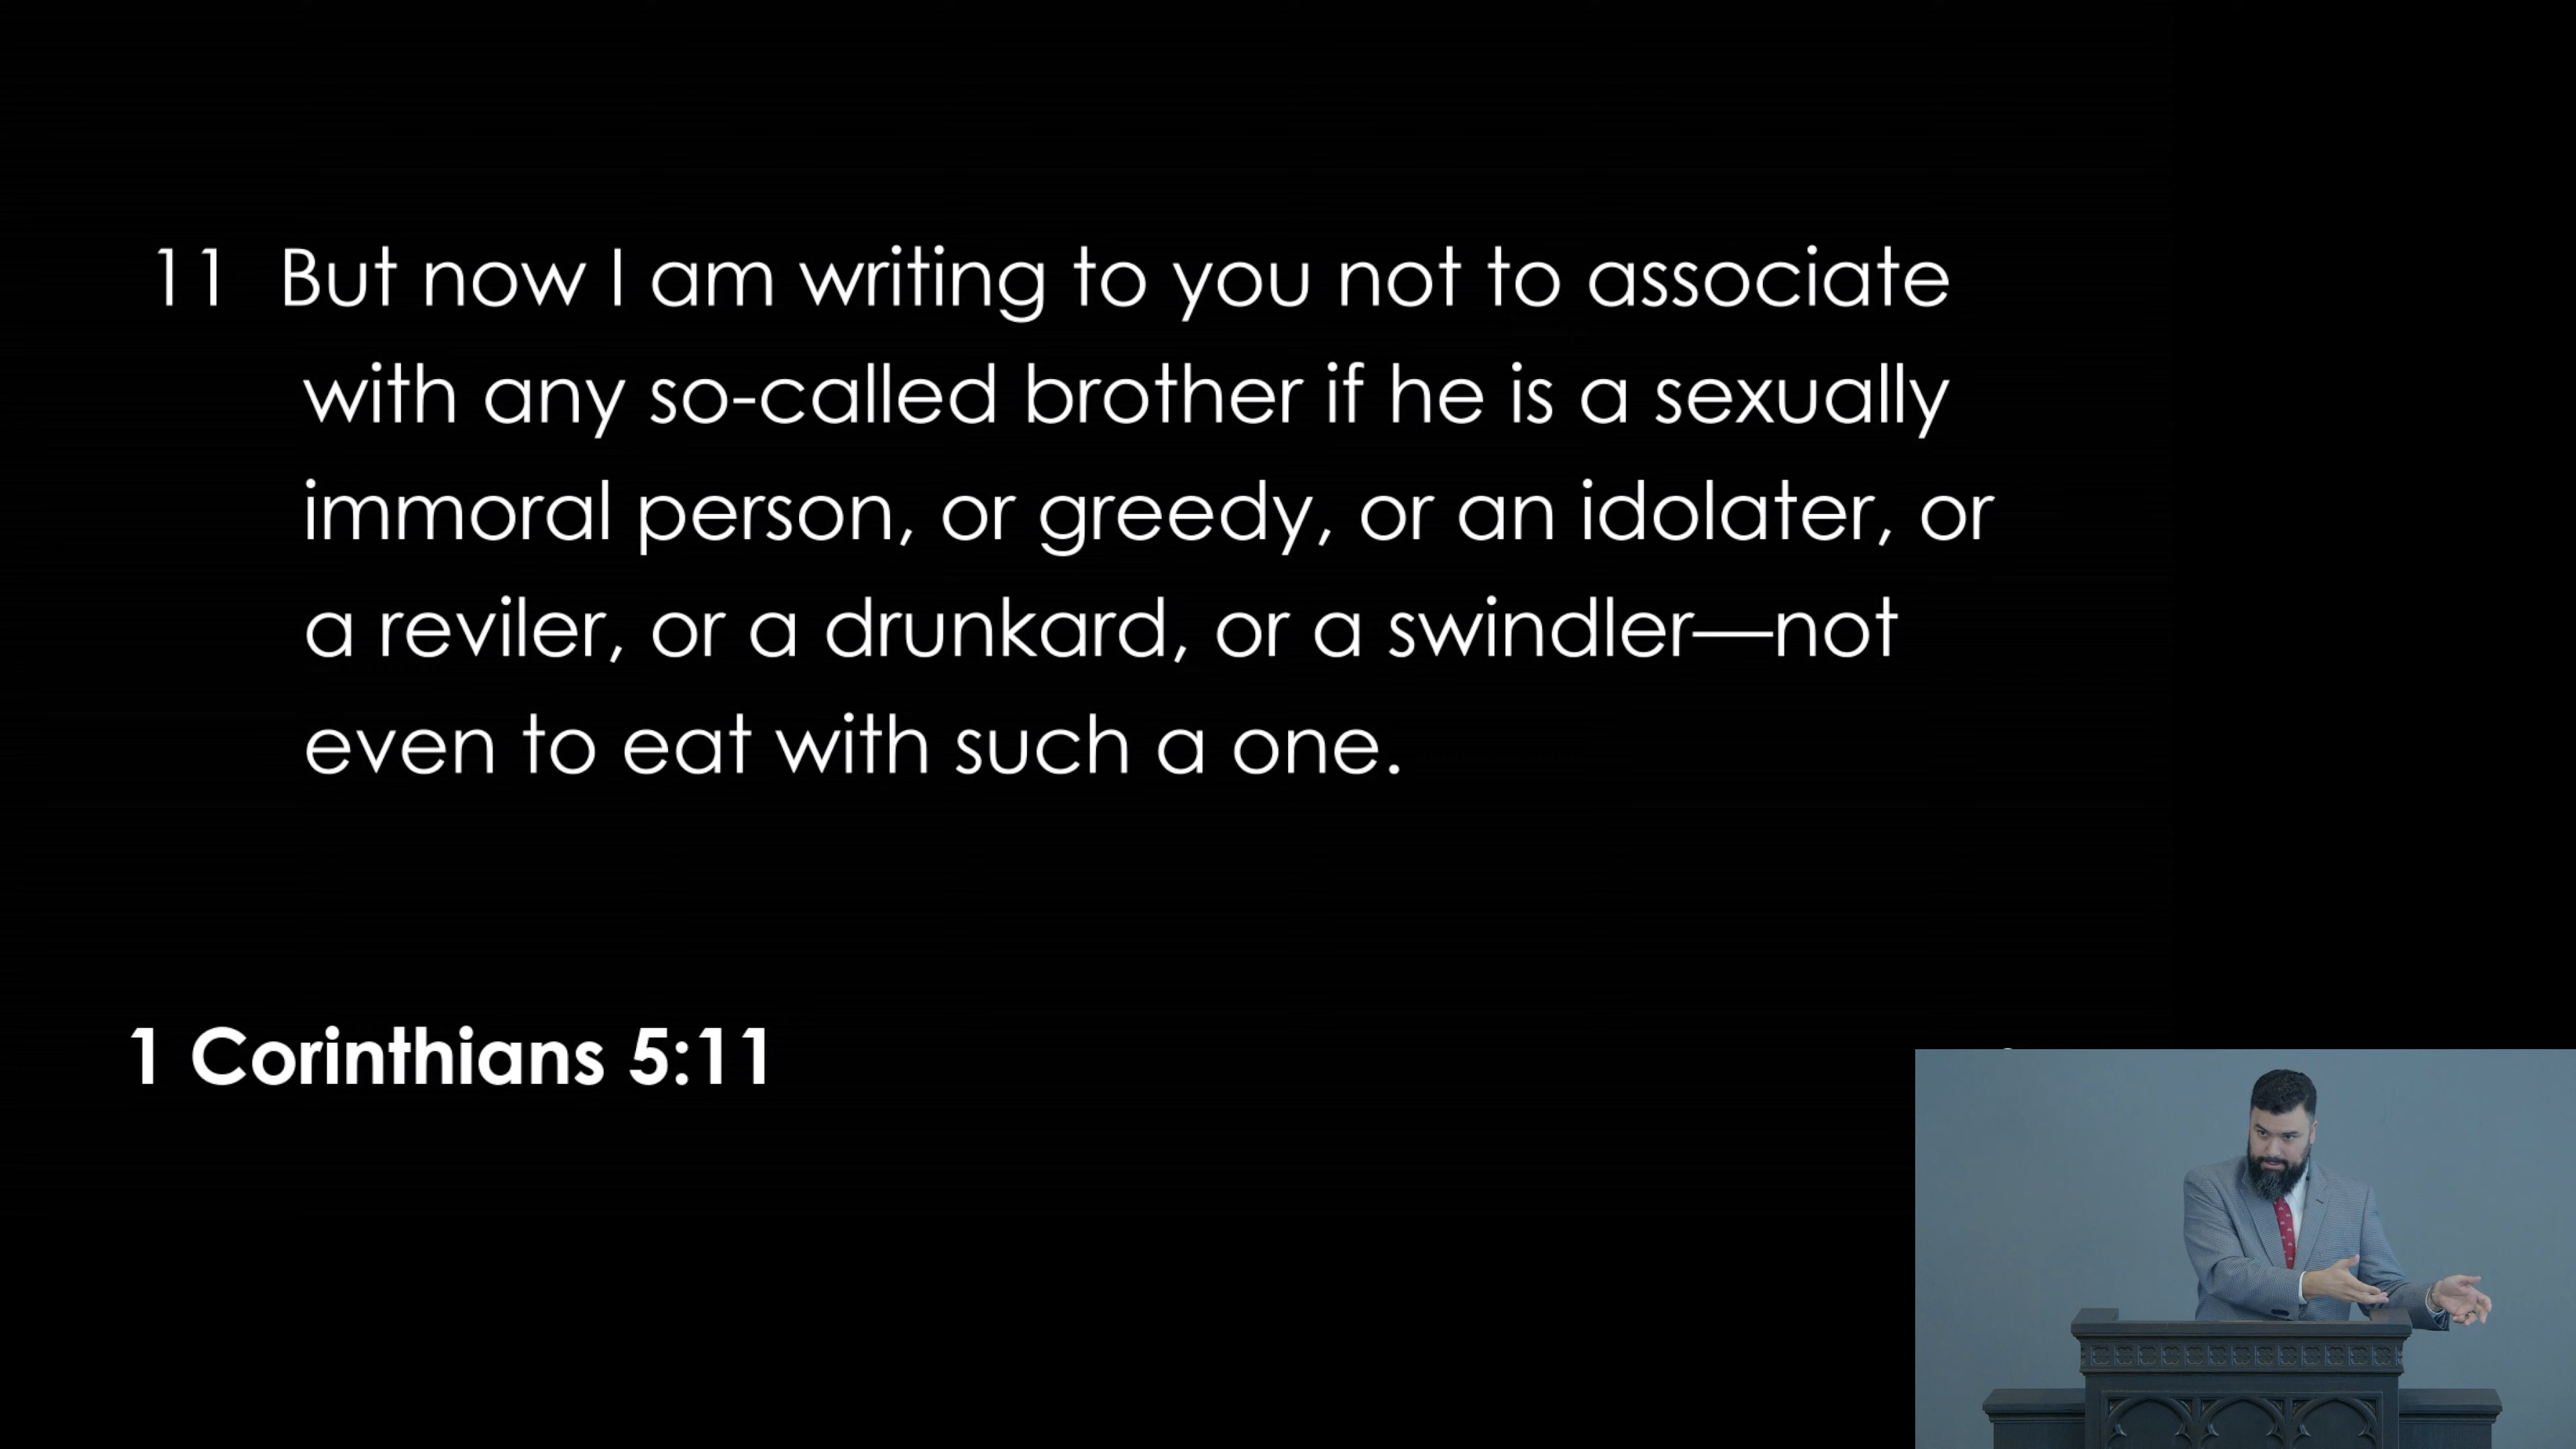 11 But now I am writing to you not to associate
with any so-called brother if he is a sexually
immoral person, or greedy, or an idolater, or
a reviler, or a drunkard, or a swindler—not
even to eat with such a one.
1 Corinthians 5:11